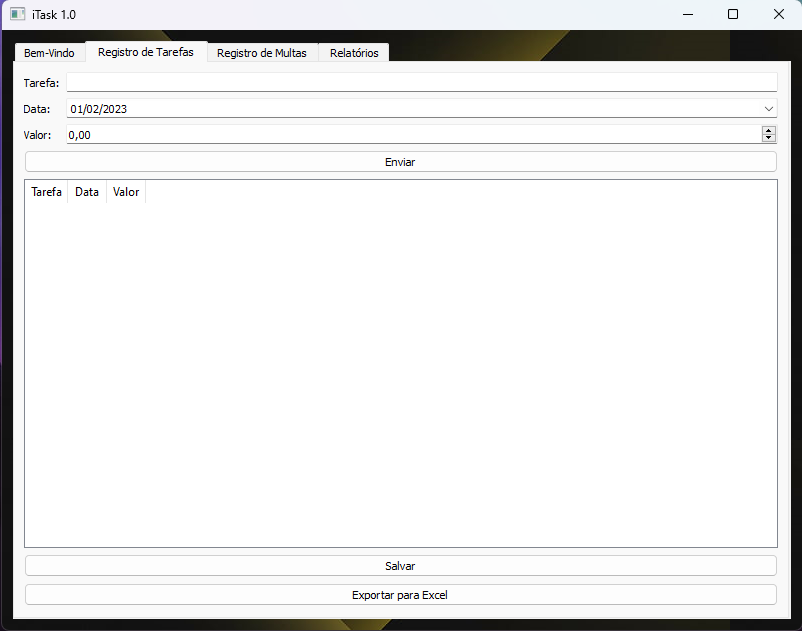 iTask 1.0
Bem-Vindo Registro de Tarefas Registro de Multas Relatórios
Tarefa:
Data: 01/02/2023
Valor: 0,00
Enviar
Tarefa Data Valor
Salvar
Exportar para Excel